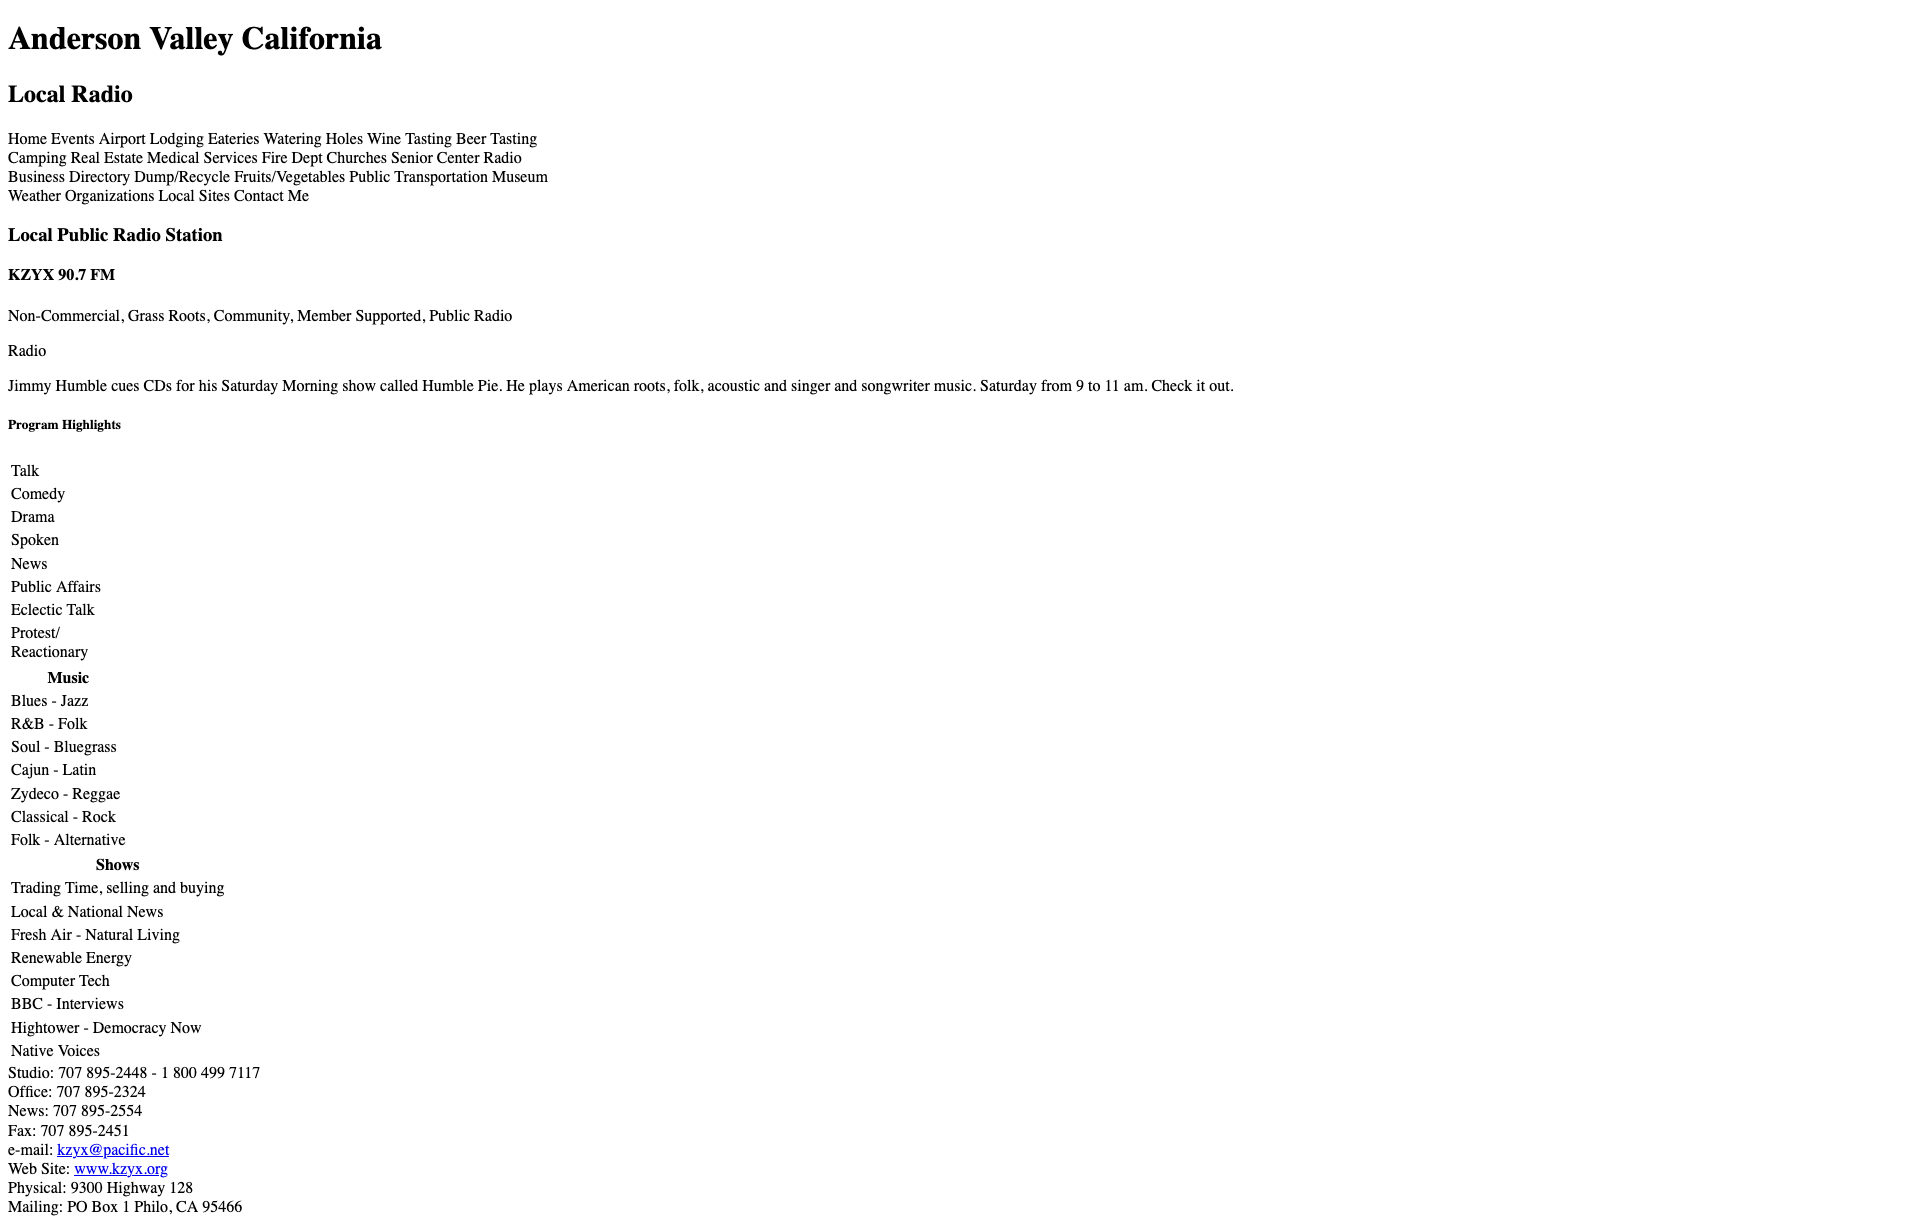 Anderson Valley California
Local Radio
Home Events Airport Lodging Eateries Watering Holes Wine Tasting Beer Tasting
Camping Real Estate Medical Services Fire Dept Churches Senior Center Radio
Business Directory Dump/Recycle Fruits/Vegetables Public Transportation Museum
Weather Organizations Local Sites Contact Me
Local Public Radio Station
KZYX 90.7 FM
Non-Commercial, Grass Roots, Community, Member Supported, Public Radio
Radio
Jimmy Humble cues CDs for his Saturday Morning show called Humble Pie. He plays American roots, folk, acoustic and singer and songwriter music. Saturday from 9 to 11 am. Check it out.
Program Highlights
Talk
Comedy
Drama
Spoken
News
Public Affairs
Eclectic Talk
Protest/
Reactionary
Music
Blues - Jazz
R&B - Folk
Soul - Bluegrass
Cajun - Latin
Zydeco - Reggae
Classical - Rock
Folk - Alternative
Shows
Trading Time, selling and buying
Local & National News
Fresh Air - Natural Living
Renewable Energy
Computer Tech
BBC - Interviews
Hightower - Democracy Now
Native Voices
Studio: 707 895-2448 - 1 800 499 7117
Office: 707 895-2324
News: 707 895-2554
Fax: 707 895-2451
e-mail: kzyx@pacific.net
Web Site: www.kzyx.org
Physical: 9300 Highway 128
Mailing: PO Box 1 Philo, CA 95466